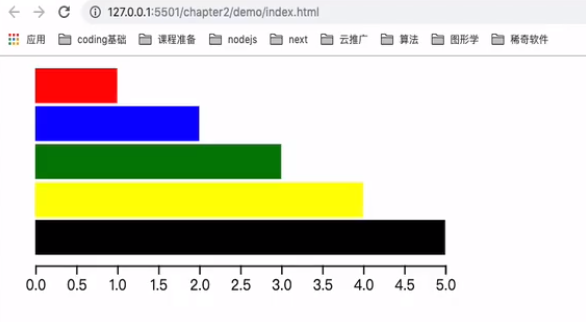 127.0.0.1:5501/chapter2/demo/index.html
应用 coding基础 课程准备 nodejs next 云推广 算法 图形学 稀奇软件
0.0 0.5 1.0 1.5 2.0 2.5 3.0 3.5 4.0 4.5 5.0